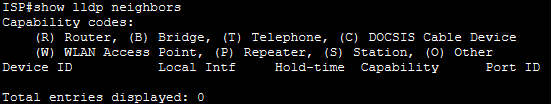 ISP#show lldp neighbors
Capability codes:
    (R) Router, (B) Bridge, (T) Telephone, (C) DOCSIS Cable Device
    (W) WLAN Access Point, (P) Repeater, (S) Station, (O) Other
Device ID           Local Intf     Hold-time  Capability      Port ID
Total entries displayed: 0